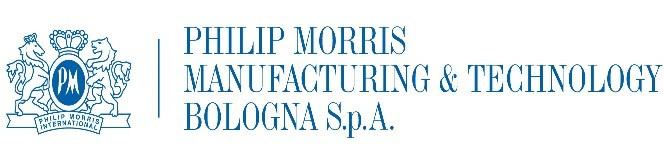 PM
PHILIP MORRIS
INTERNATIONAL
PHILIP MORRIS
MANUFACTURING & TECHNOLOGY
BOLOGNA S.p.A.